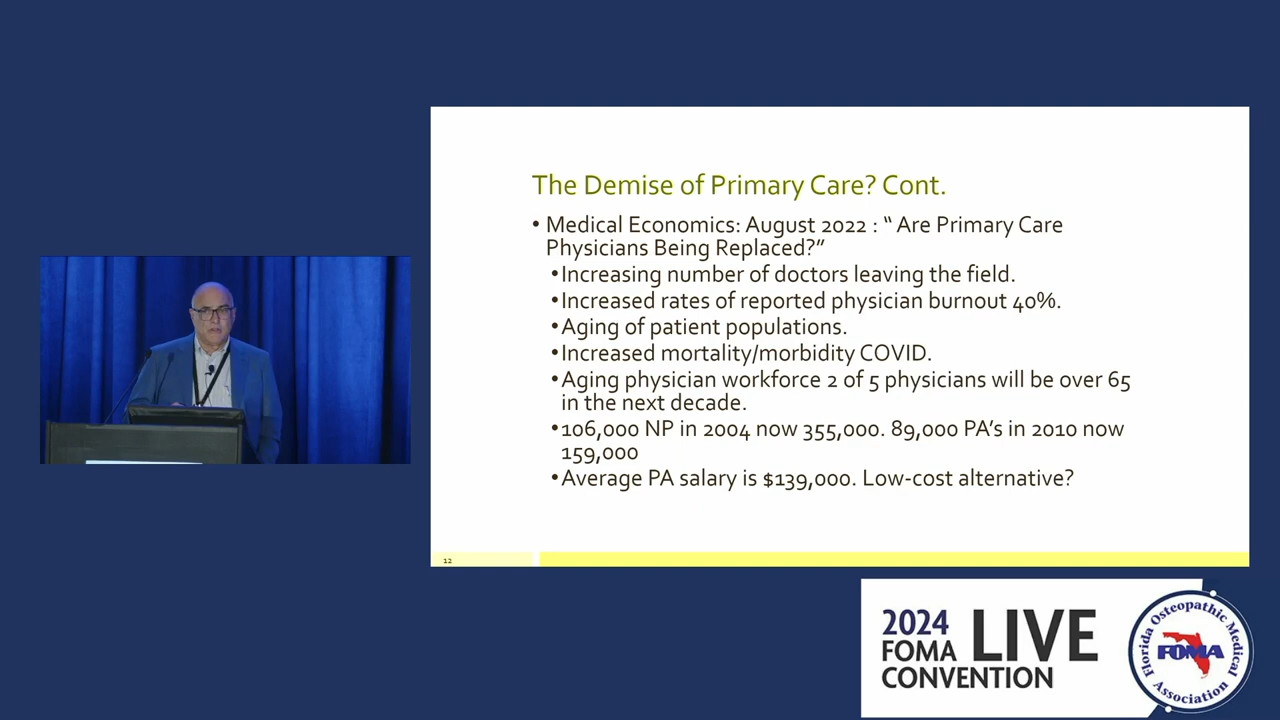 The Demise of Primary Care? Cont.
• Medical Economics: August 2022 : “ Are Primary Care
Physicians Being Replaced?”
•Increasing number of doctors leaving the field.
•Increased rates of reported physician burnout 40%.
•Aging of patient populations.
•Increased mortality/morbidity COVID.
•Aging physician workforce 2 of 5 physicians will be over 65
in the next decade.
•106,000 NP in 2004 now 355,000. 89,000 PA’s in 2010 now
159,000
•Average PA salary is $139,000. Low-cost alternative?
12
2024
FOMA
LIVE
CONVENTION
Florida Osteopathic Medical
FOMA
Association